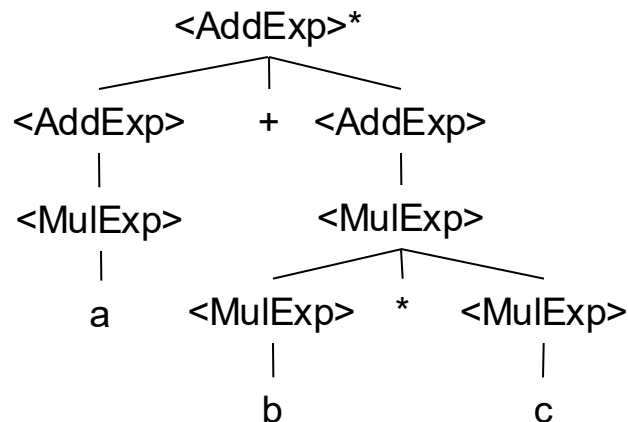 <AddExp>*
<AddExp> + <AddExp>
<MulExp> <MulExp>
a <MulExp> * <MulExp>
b c